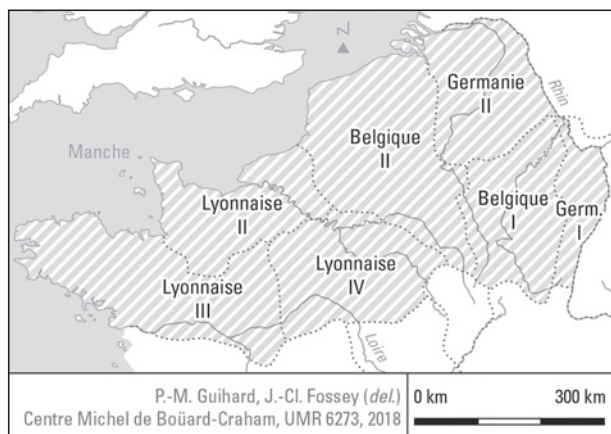 N
Germanie
II
Rhin
Manche
Belgique
II
Lyonnaise
II
Belgique
I
Germ.
I
Lyonnaise
III
Lyonnaise
IV
Loire
P.-M. Guihard, J.-Cl. Fossey (del.)
Centre Michel de Boüard-Craham, UMR 6273, 2018
0 km
300 km